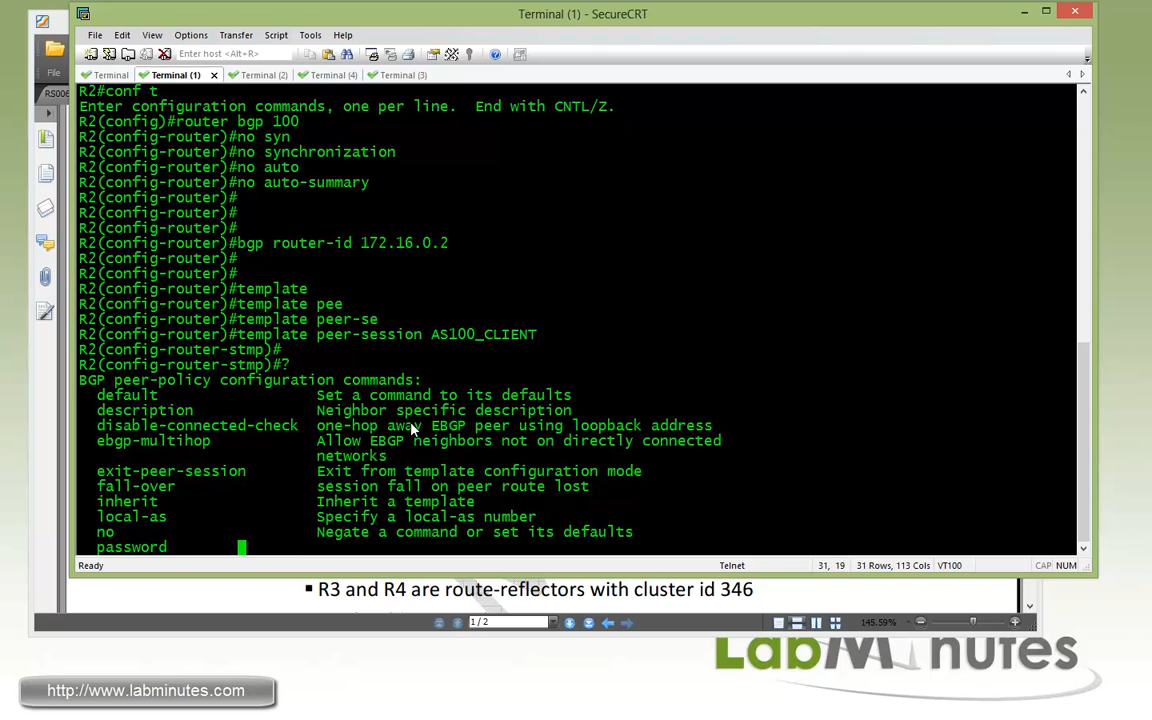 Terminal (1) - SecureCRT
File Edit View Options Transfer Script Tools Help
Enter host <Alt+R>
File
Terminal Terminal (1) Terminal (2) Terminal (4) Terminal (3)
RS006
R2#conf t
Enter configuration commands, one per line.  End with CNTL/Z.
R2(config)#router bgp 100
R2(config-router)#no syn
R2(config-router)#no synchronization
R2(config-router)#no auto
R2(config-router)#no auto-summary
R2(config-router)#
R2(config-router)#
R2(config-router)#
R2(config-router)#bgp router-id 172.16.0.2
R2(config-router)#
R2(config-router)#
R2(config-router)#template
R2(config-router)#template pee
R2(config-router)#template peer-se
R2(config-router)#template peer-session AS100_CLIENT
R2(config-router-stmp)#
R2(config-router-stmp)#?
BGP peer-policy configuration commands:
default Set a command to its defaults
description Neighbor specific description
disable-connected-check one-hop away EBGP peer using loopback address
ebgp-multihop Allow EBGP neighbors not on directly connected
networks
exit-peer-session Exit from template configuration mode
fall-over session fall on peer route lost
inherit Inherit a template
local-as Specify a local-as number
no Negate a command or set its defaults
password
Ready Telnet 31, 19 31 Rows, 113 Cols VT100 CAP NUM
▪ R3 and R4 are route-reflectors with cluster id 346
1 / 2 145.59%
LabMinutes
http://www.labminutes.com